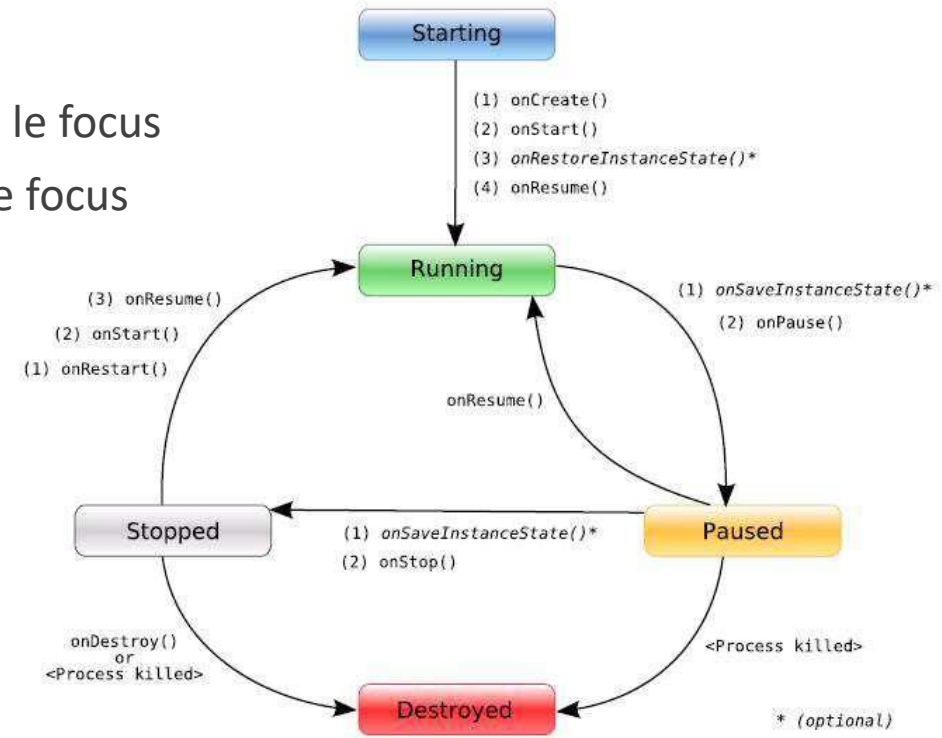 Starting
le focus
e focus
(1) onCreate()
(2) onStart()
(3) onRestoreInstanceState()*
(4) onResume()
Running
(3) onResume()
(2) onStart()
(1) onRestart()
(1) onSaveInstanceState()*
(2) onPause()
onResume()
Stopped
(1) onSaveInstanceState()*
(2) onStop()
Paused
onDestroy()
or
<Process killed>
<Process killed>
Destroyed
* (optional)